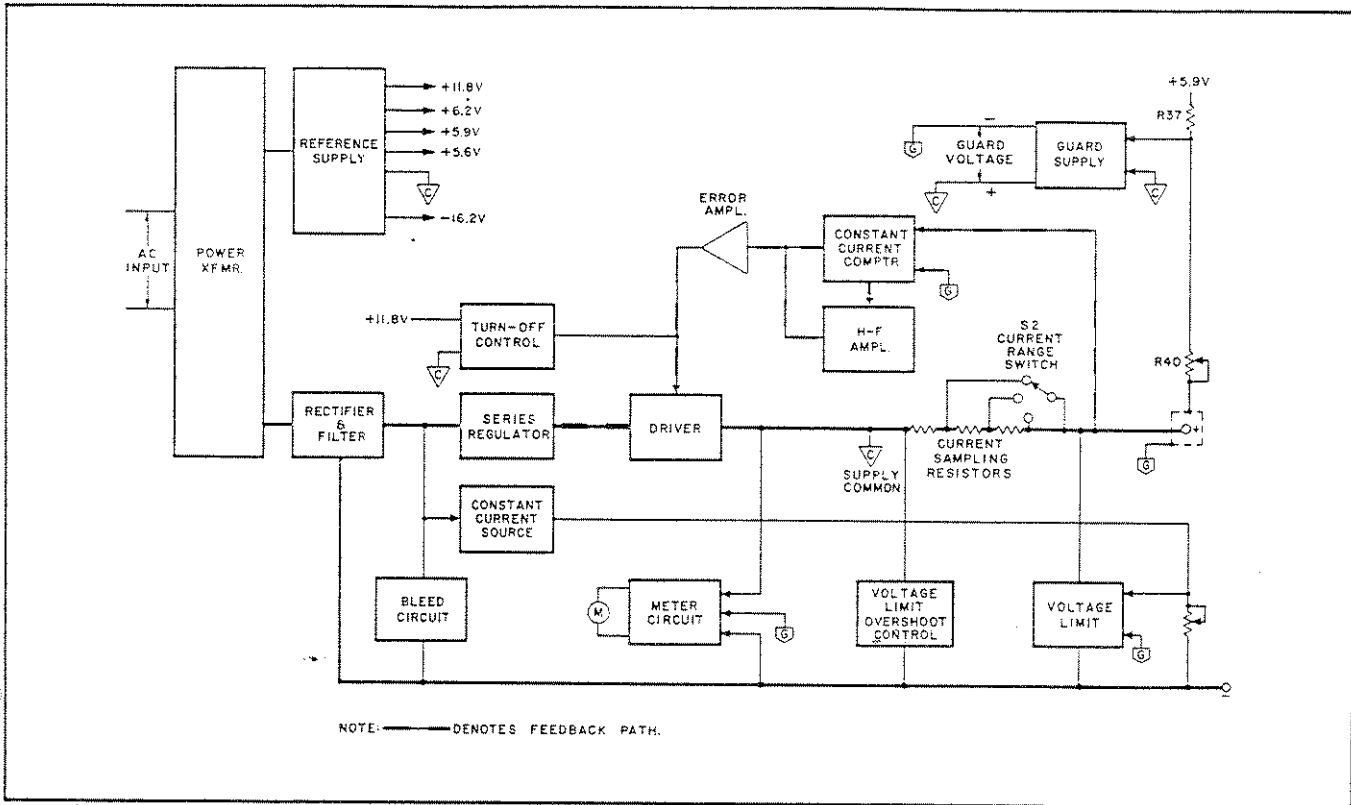 +11.8V
+6.2V
+5.9V
+5.6V
C
-16.2V
REFERENCE
SUPPLY
AC
INPUT
POWER
XFMR.
+5.9V
R37
G
-
GUARD
VOLTAGE
+
C
GUARD
SUPPLY
C
ERROR
AMPL.
CONSTANT
CURRENT
COMPTR
G
H-F
AMPL.
+11.8V
C
TURN-OFF
CONTROL
S2
CURRENT
RANGE
SWITCH
R40
RECTIFIER
&
FILTER
SERIES
REGULATOR
DRIVER
C
SUPPLY
COMMON
CURRENT
SAMPLING
RESISTORS
+
G
CONSTANT
CURRENT
SOURCE
BLEED
CIRCUIT
M
METER
CIRCUIT
G
VOLTAGE
LIMIT
OVERSHOOT
CONTROL
VOLTAGE
LIMIT
G
-
NOTE: DENOTES FEEDBACK PATH.